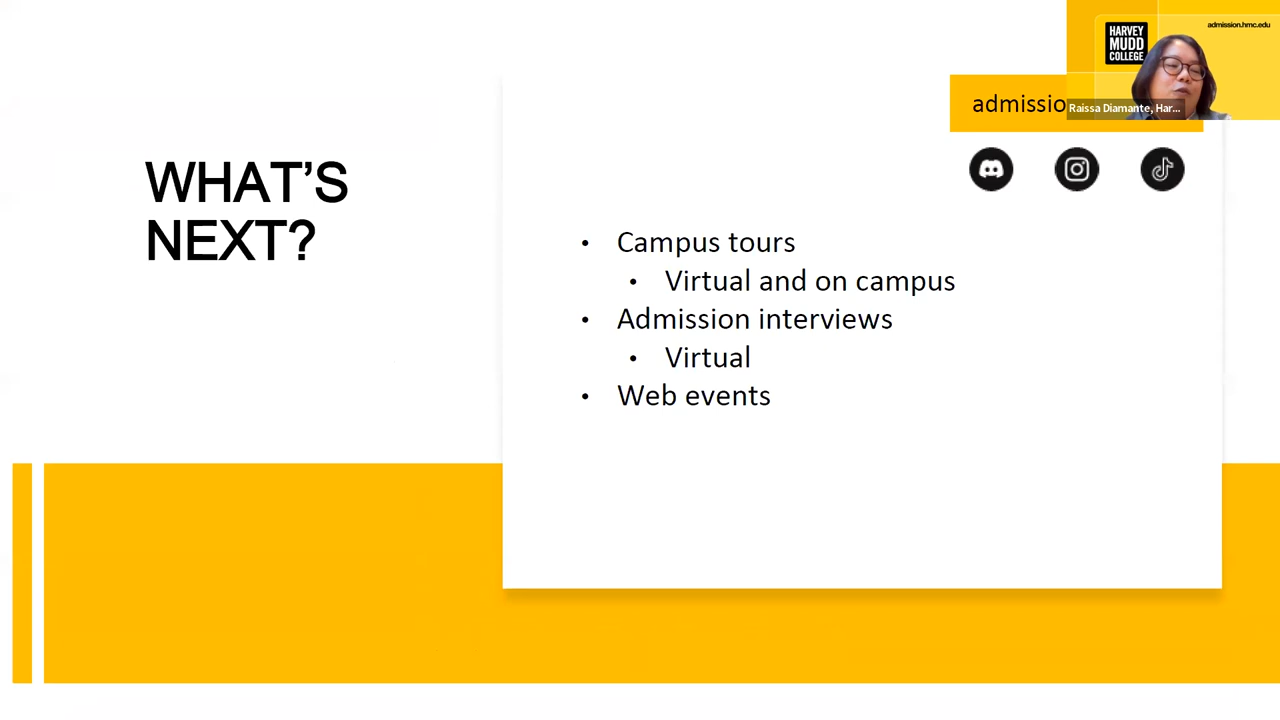 HARVEY
MUDD
COLLEGE
admission.hmc.edu
admissio
Raissa Diamante, Har...
WHAT'S
NEXT?
• Campus tours
• Virtual and on campus
• Admission interviews
• Virtual
• Web events